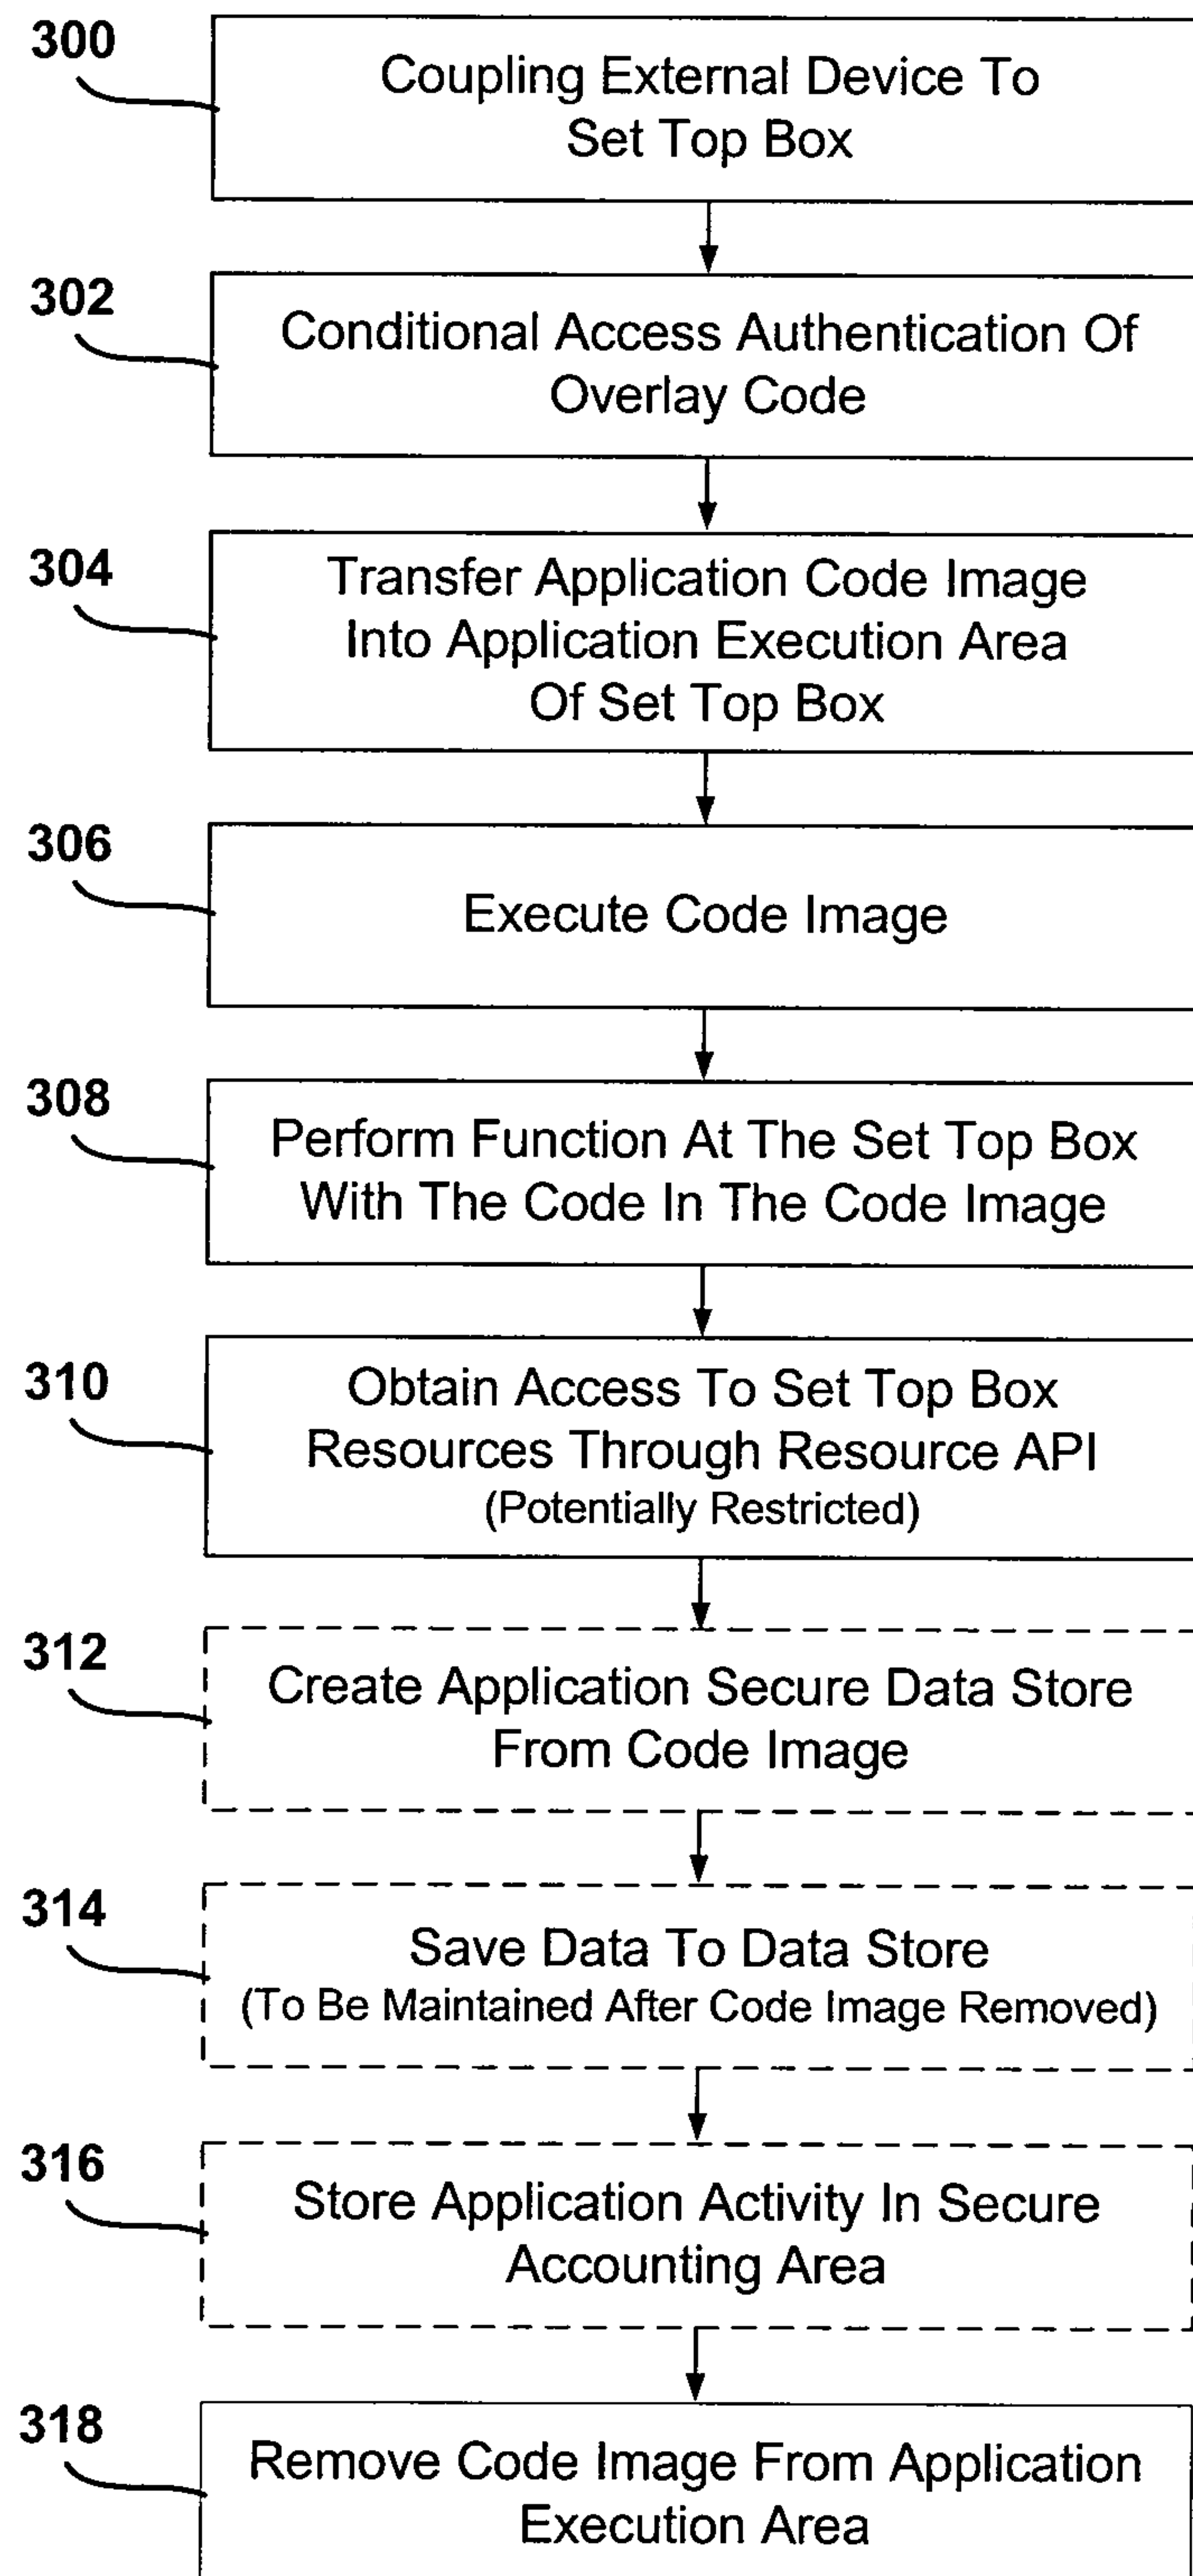 300
Coupling External Device To
Set Top Box
302
Conditional Access Authentication Of
Overlay Code
304
Transfer Application Code Image
Into Application Execution Area
Of Set Top Box
306
Execute Code Image
308
Perform Function At The Set Top Box
With The Code In The Code Image
310
Obtain Access To Set Top Box
Resources Through Resource API
(Potentially Restricted)
312
Create Application Secure Data Store
From Code Image
314
Save Data To Data Store
(To Be Maintained After Code Image Removed)
316
Store Application Activity In Secure
Accounting Area
318
Remove Code Image From Application
Execution Area